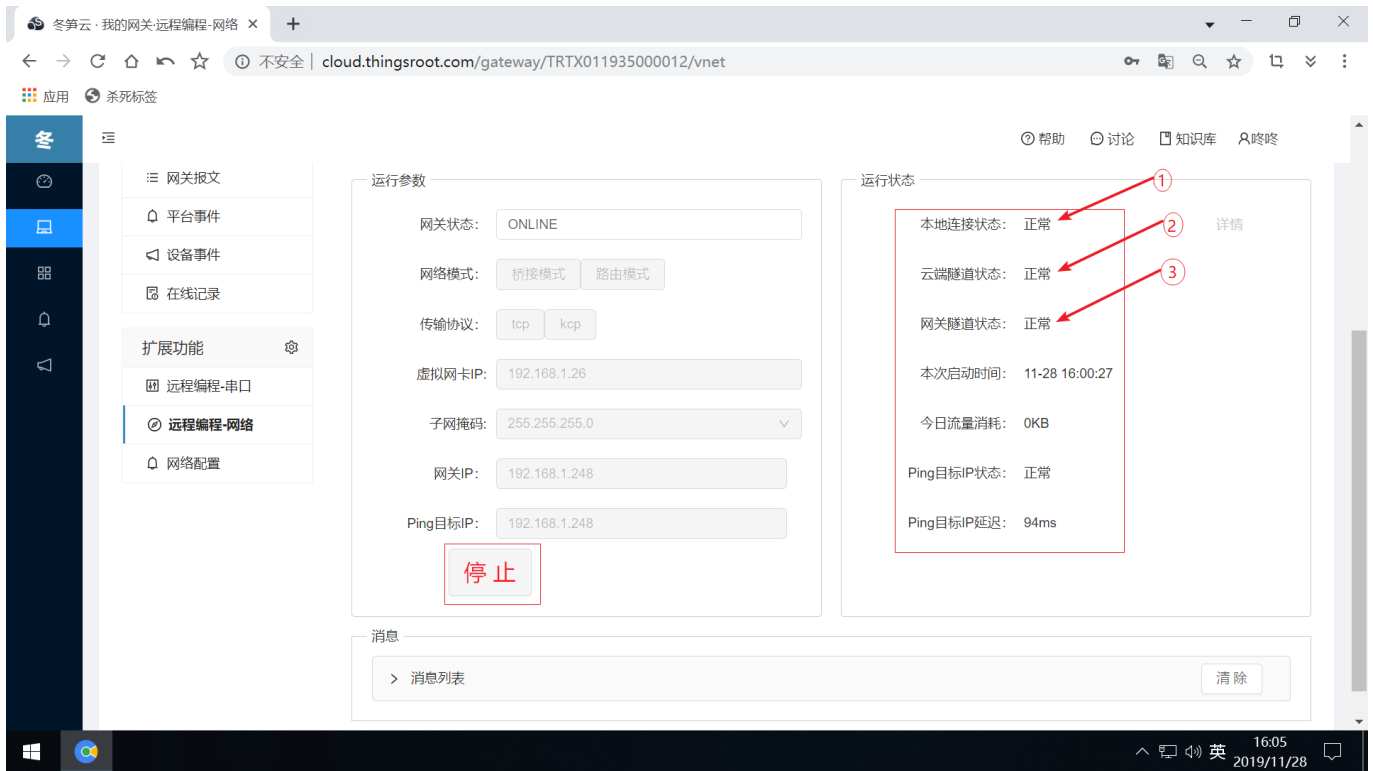 冬笋云 · 我的网关·远程编程-网络
不安全 | cloud.thingsroot.com/gateway/TRTX011935000012/vnet
应用 杀死标签
冬 帮助 讨论 知识库 咚咚
网关报文
平台事件
设备事件
在线记录
扩展功能
远程编程-串口
远程编程-网络
网络配置
运行参数
网关状态： ONLINE
网络模式： 桥接模式 路由模式
传输协议： tcp kcp
虚拟网卡IP: 192.168.1.26
子网掩码: 255.255.255.0
网关IP： 192.168.1.248
Ping目标IP： 192.168.1.248
停 止
运行状态 ①
本地连接状态： 正常 ② 详情
云端隧道状态： 正常 ③
网关隧道状态： 正常
本次启动时间： 11-28 16:00:27
今日流量消耗： 0KB
Ping目标IP状态： 正常
Ping目标IP延迟： 94ms
消息
消息列表 清 除
英 16:05
2019/11/28